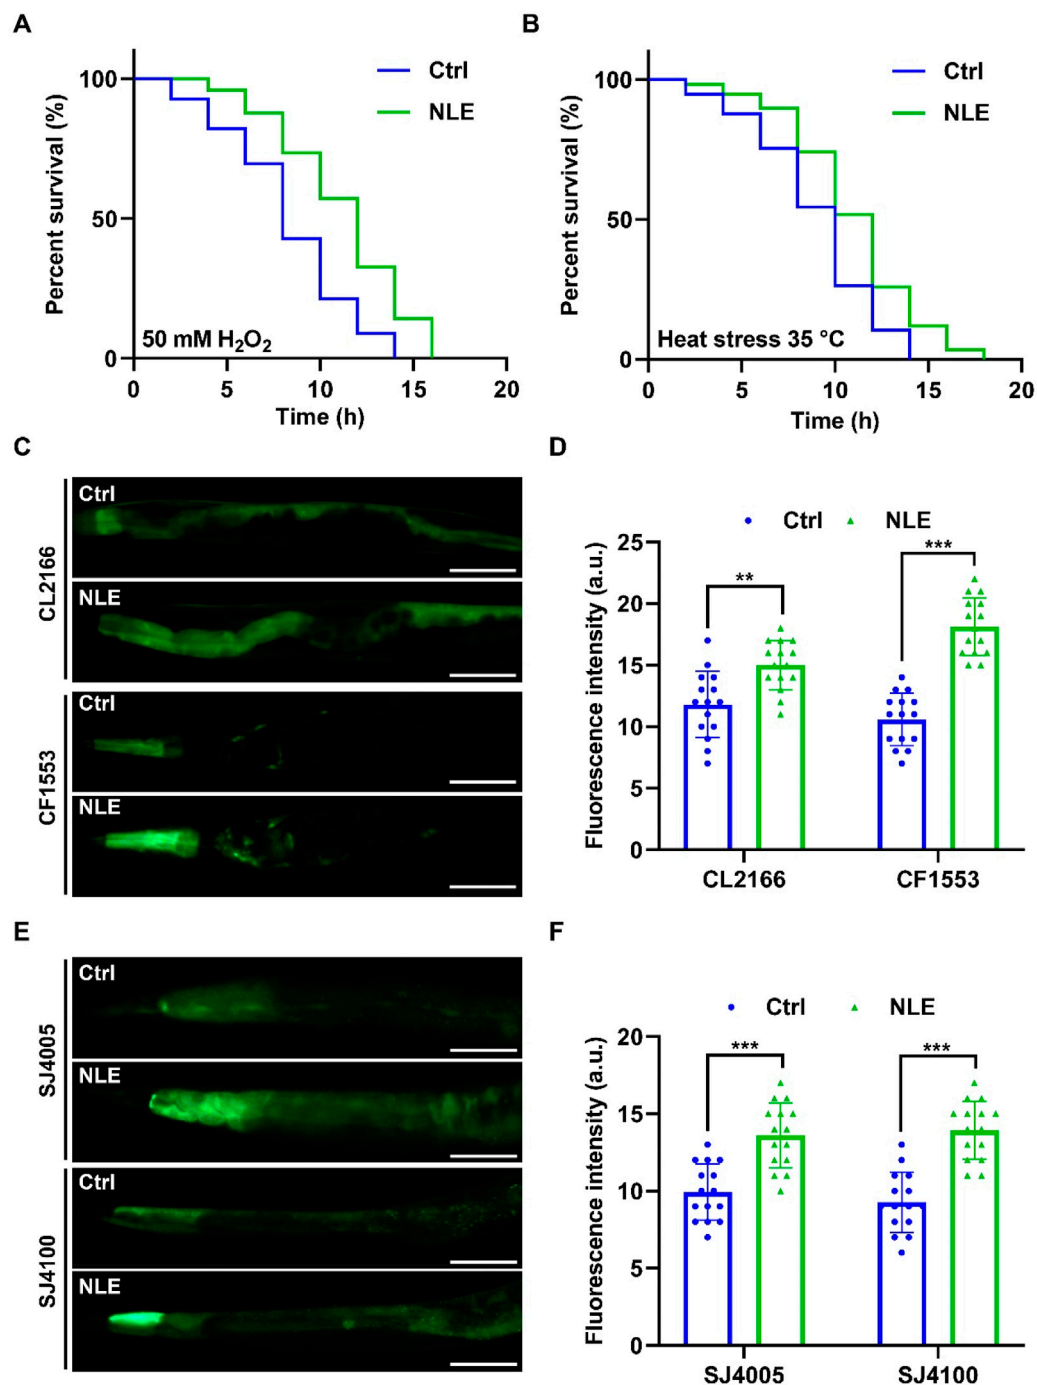 A
Percent survival (%)
100
50
0
Ctrl
NLE
50 mM H₂O₂
0 5 10 15 20
Time (h)
B
Percent survival (%)
100
50
0
Ctrl
NLE
Heat stress 35 °C
0 5 10 15 20
Time (h)
C
CL2166
Ctrl
NLE
CF1553
Ctrl
NLE
D
Ctrl NLE
Fluorescence intensity (a.u.)
25
20
15
10
5
0
**
***
CL2166 CF1553
E
SJ4005
Ctrl
NLE
SJ4100
Ctrl
NLE
F
Ctrl NLE
Fluorescence intensity (a.u.)
20
15
10
5
0
***
***
SJ4005 SJ4100